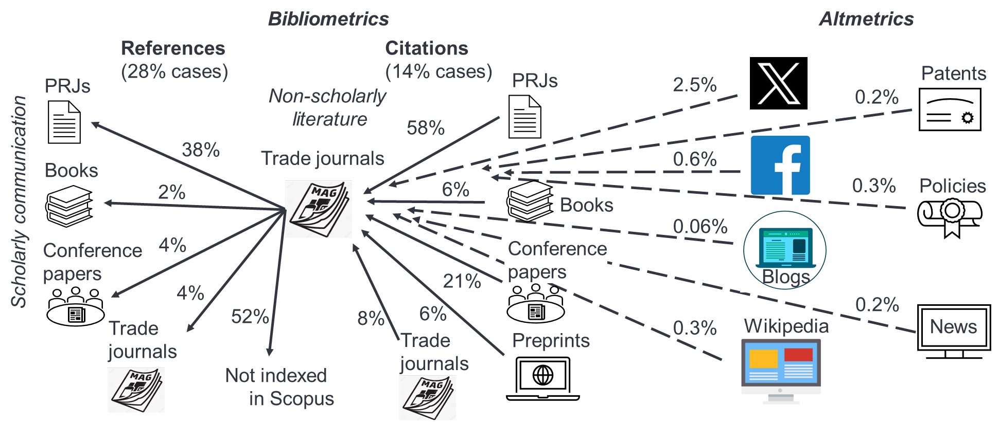 Bibliometrics
Altmetrics
References
(28% cases)
Citations
(14% cases)
Scholarly communication
PRJs
Non-scholarly
literature
PRJs
Patents
2.5%
0.2%
58%
38%
Trade journals
0.6%
Books
2%
MAG
6%
Books
0.3%
Policies
0.06%
Conference
papers
4%
Conference
papers
Blogs
21%
4%
52%
8%
6%
0.2%
0.3%
Wikipedia
News
Trade
journals
MAG
Not indexed
in Scopus
Trade
journals
MAG
Preprints